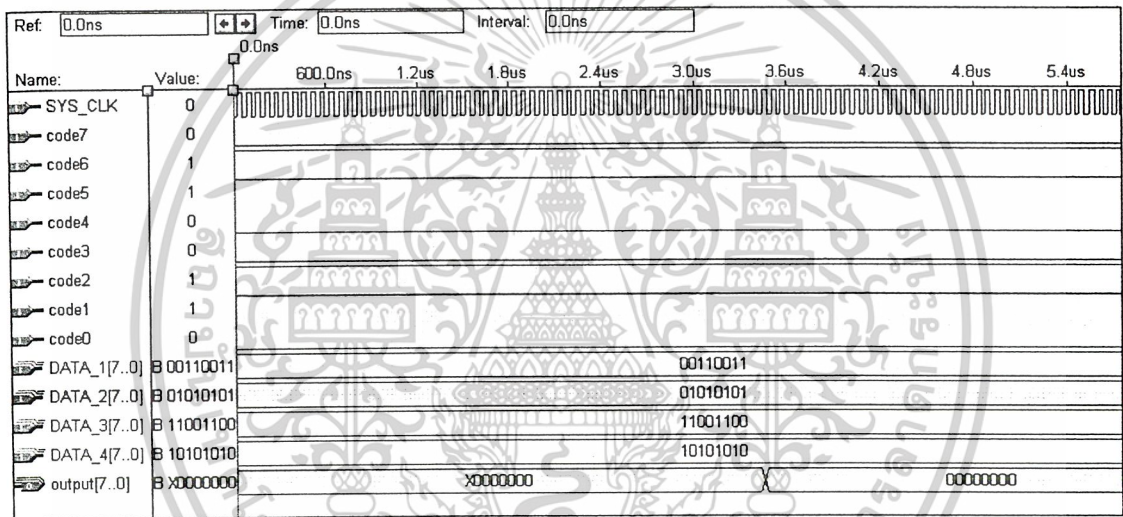 Ref: 0.0ns Time: 0.0ns Interval: 0.0ns
0.0ns
Name: Value: 600.0ns 1.2us 1.8us 2.4us 3.0us 3.6us 4.2us 4.8us 5.4us
SYS_CLK 0
code7 0
code6 1
code5 1
code4 0
code3 0
code2 1
code1 1
code0 0
DATA_1[7..0] B 00110011 00110011
DATA_2[7..0] B 01010101 01010101
DATA_3[7..0] B 11001100 11001100
DATA_4[7..0] B 10101010 10101010
output[7..0] B X0000000 X0000000 00000000